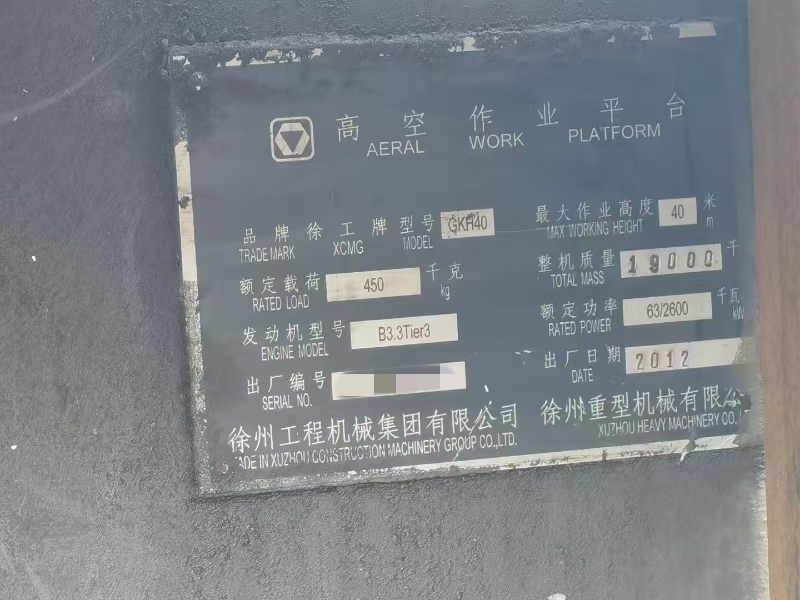 高空作业平台
AERAL WORK PLATFORM
品牌 徐工牌 型号 GKH40 最大作业高度 40 米
TRADE MARK XCMG MODEL MAX WORKING HEIGHT m
额定载荷 450 千克 整机质量 19000 千
RATED LOAD kg TOTAL MASS
发动机型号 B3.3Tier3 额定功率 63/2600 千瓦
ENGINE MODEL RATED POWER kW
出厂编号 出厂日期 2012
SERIAL NO. DATE
徐州工程机械集团有限公司 徐州重型机械有限公
ADE IN XUZHOU CONSTRUCTION MACHINERY GROUP CO.,LTD. XUZHOU HEAVY MACHINERY CO.